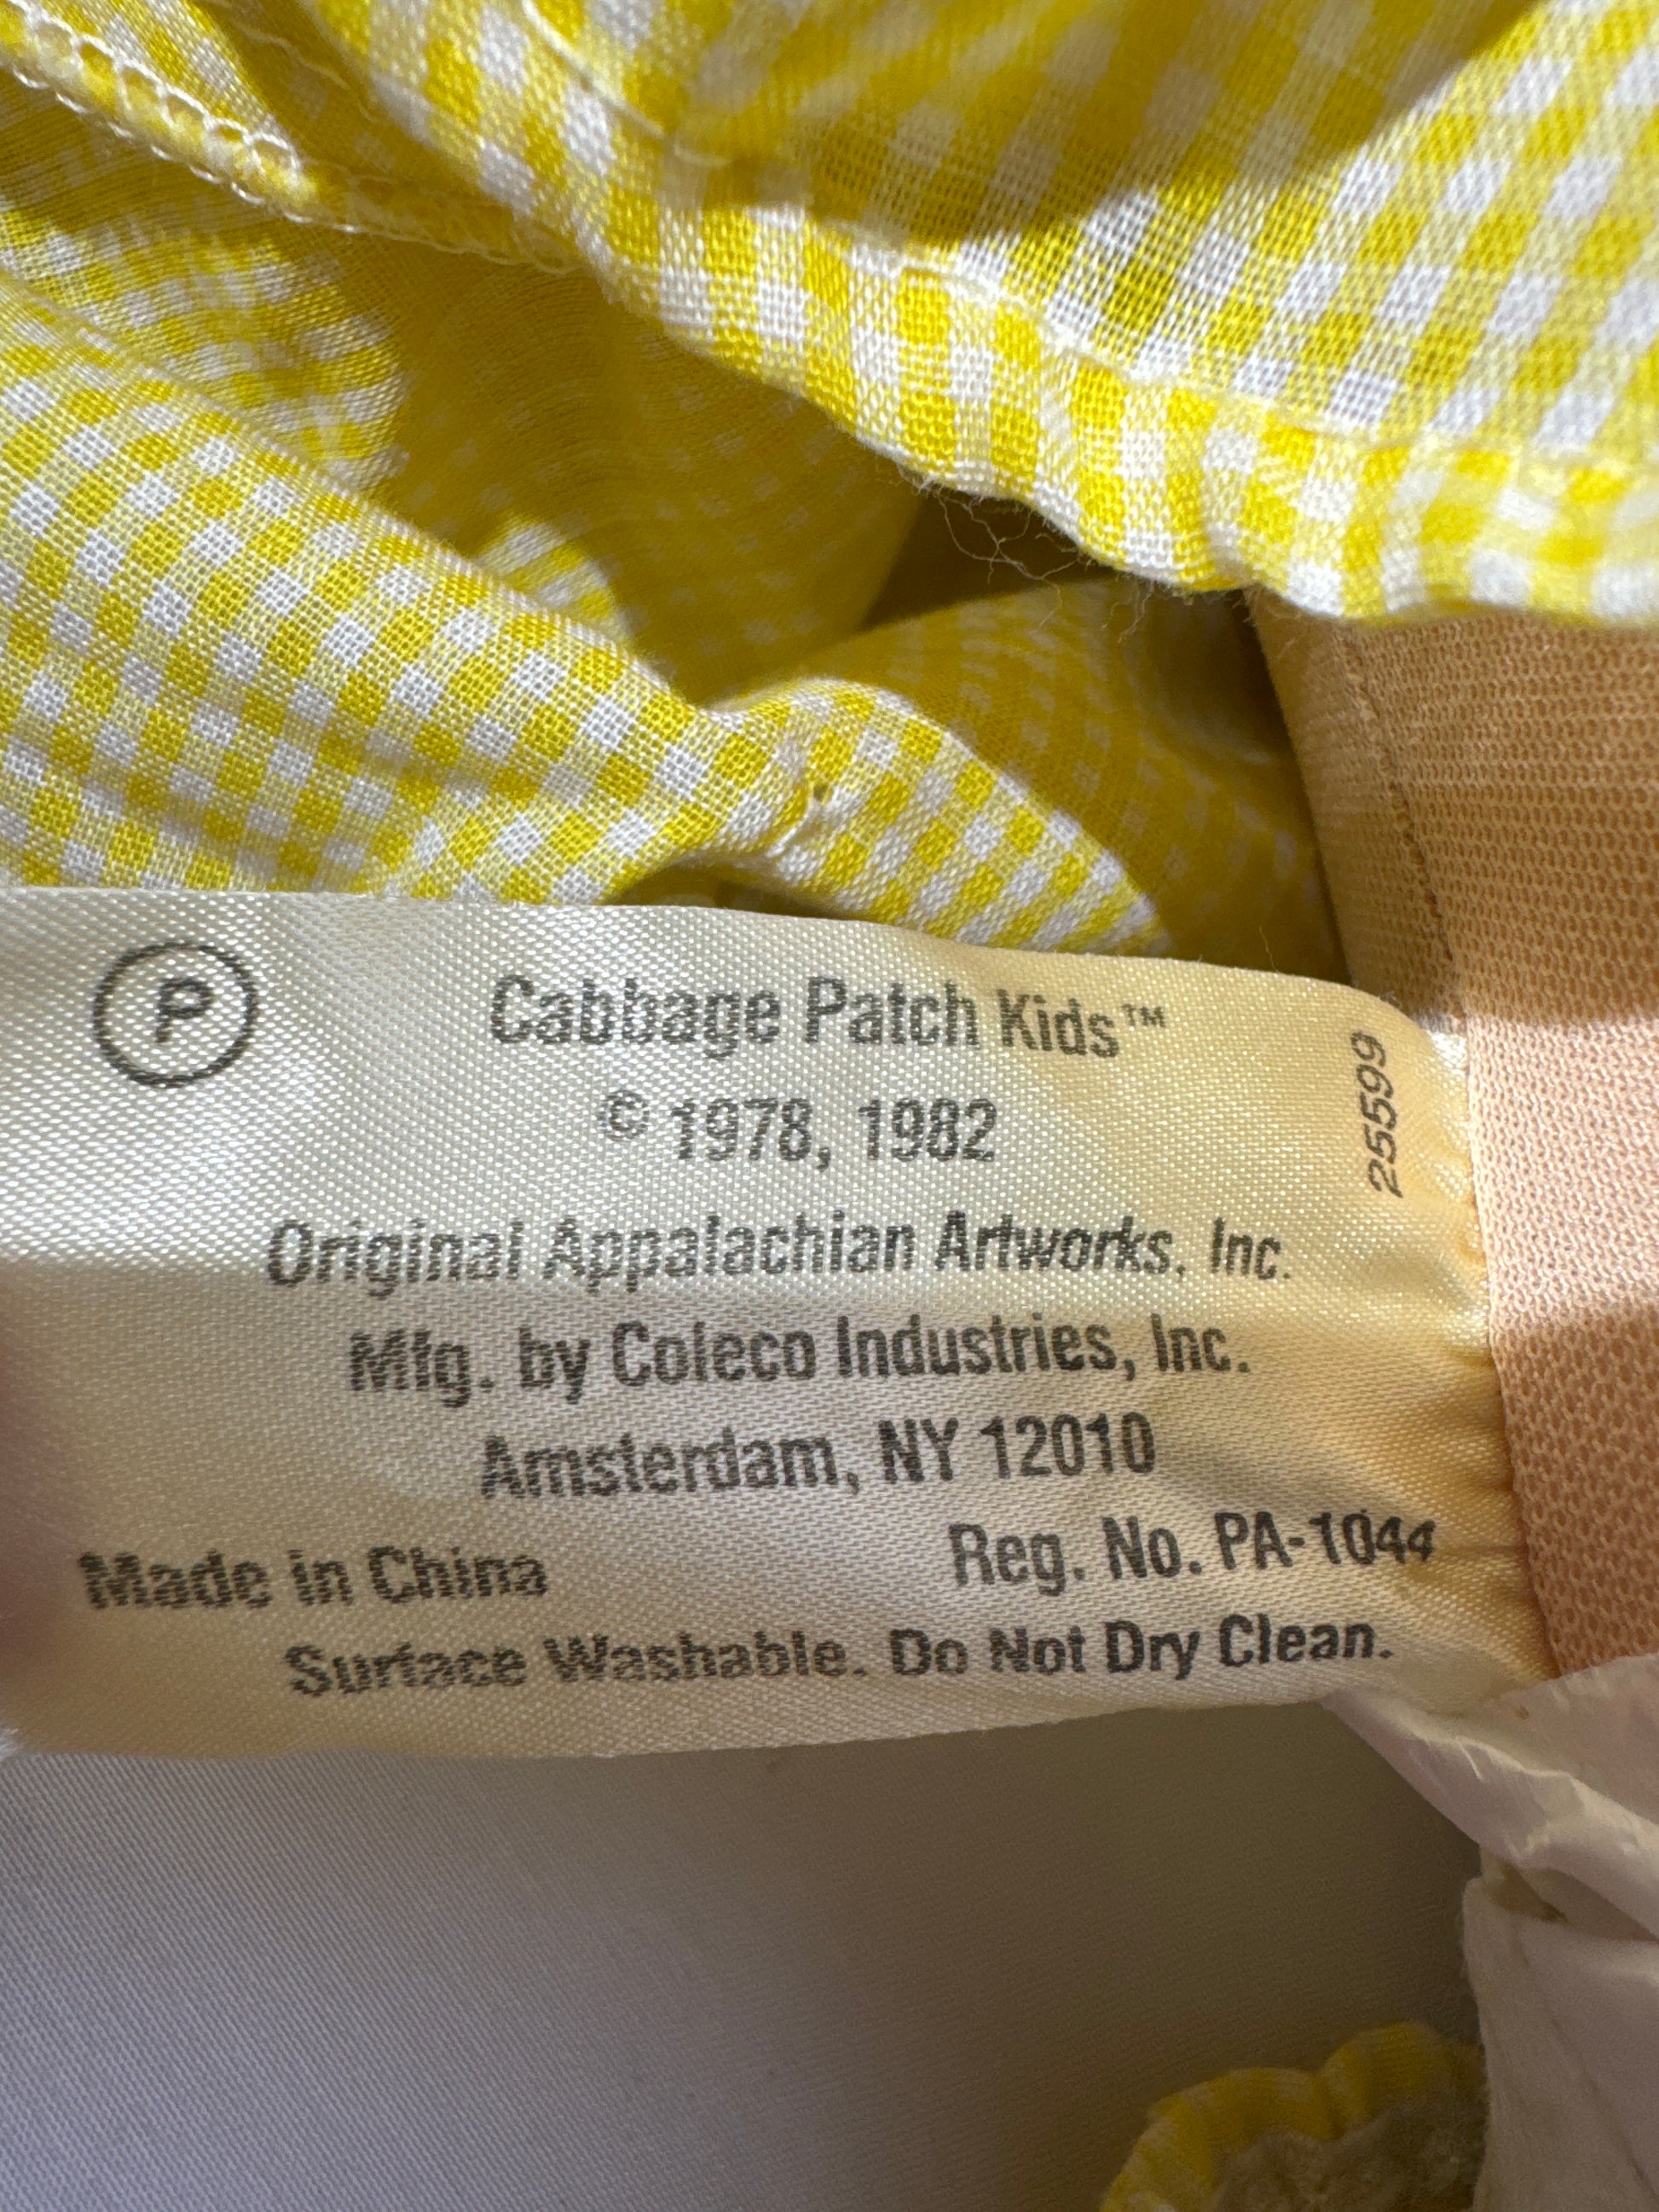 P
Cabbage Patch Kids™
© 1978, 1982
25599
Original Appalachian Artworks, Inc.
Mfg. by Coleco Industries, Inc.
Amsterdam, NY 12010
Made in China
Reg. No. PA-1044
Surface Washable. Do Not Dry Clean.